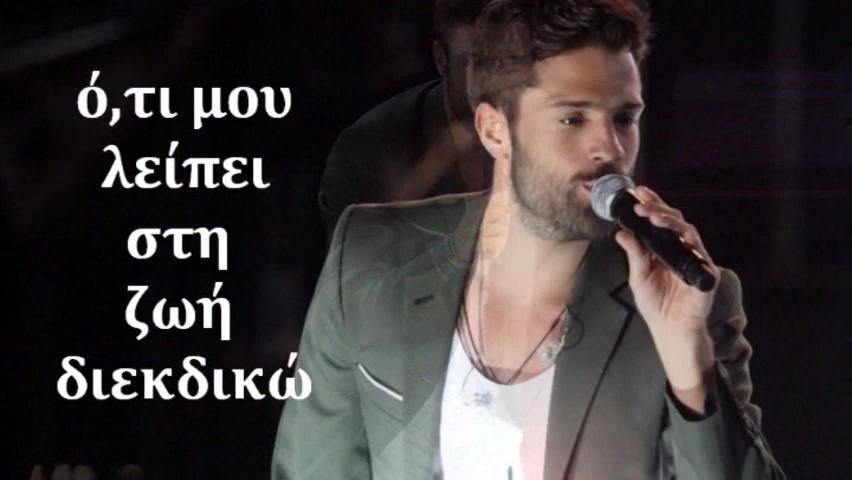 ό,τι μου
λείπει
στη
ζωή
διεκδικώ